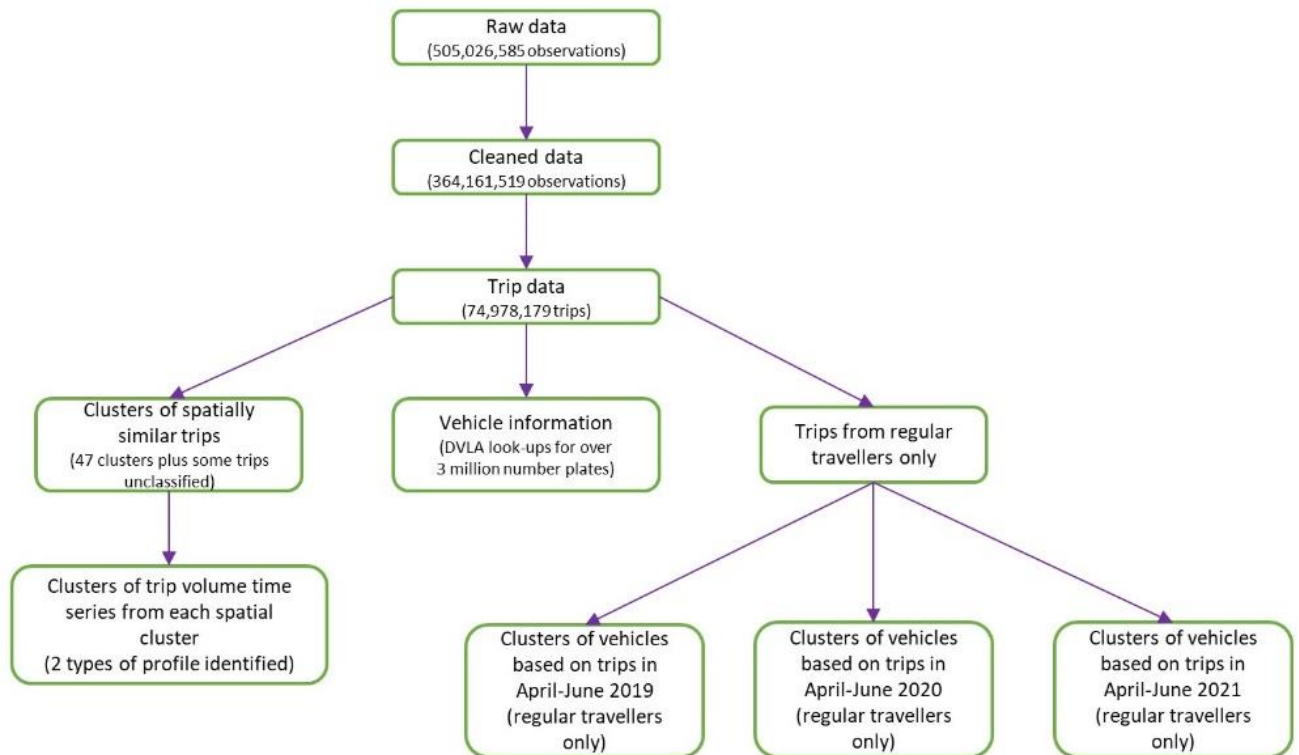 Raw data
(505,026,585 observations)
Cleaned data
(364,161,519 observations)
Trip data
(74,978,179 trips)
Clusters of spatially
similar trips
(47 clusters plus some trips
unclassified)
Vehicle information
(DVLA look-ups for over
3 million number plates)
Trips from regular
travellers only
Clusters of trip volume time
series from each spatial
cluster
(2 types of profile identified)
Clusters of vehicles
based on trips in
April-June 2019
(regular travellers
only)
Clusters of vehicles
based on trips in
April-June 2020
(regular travellers
only)
Clusters of vehicles
based on trips in
April-June 2021
(regular travellers
only)